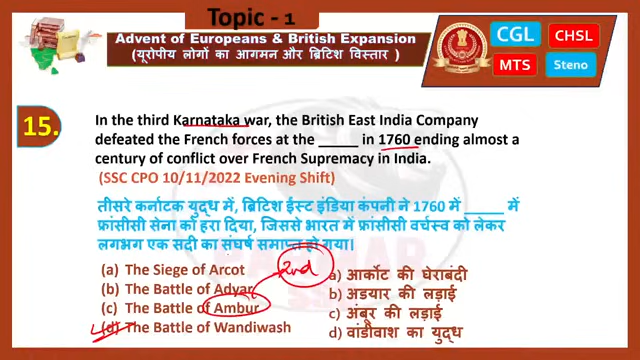 Topic - 1
Advent of Europeans & British Expansion
(यूरोपीय लोगों का आगमन और ब्रिटिश विस्तार )
CGL
CHSL
MTS
Steno
15.
In the third Karnataka war, the British East India Company
defeated the French forces at the _____ in 1760 ending almost a
century of conflict over French Supremacy in India.
(SSC CPO 10/11/2022 Evening Shift)
तीसरे कर्नाटक युद्ध में, ब्रिटिश ईस्ट इंडिया कंपनी ने 1760 में _____ में
फ्रांसीसी सेना को हरा दिया, जिससे भारत में फ्रांसीसी वर्चस्व को लेकर
लगभग एक सदी का संघर्ष समाप्त हो गया।
2nd
(a) The Siege of Arcot
(b) The Battle of Adyar
(c) The Battle of Ambur
(d) The Battle of Wandiwash
a) आर्कोट की घेराबंदी
b) अडयार की लड़ाई
c) अंबूर की लड़ाई
d) वांडीवाश का युद्ध